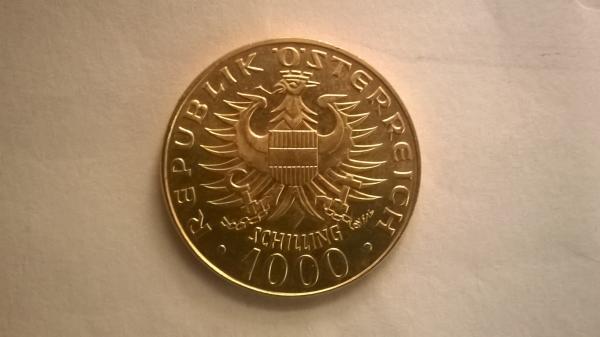 REPUBLIK ÖSTERREICH
SCHILLING
1000